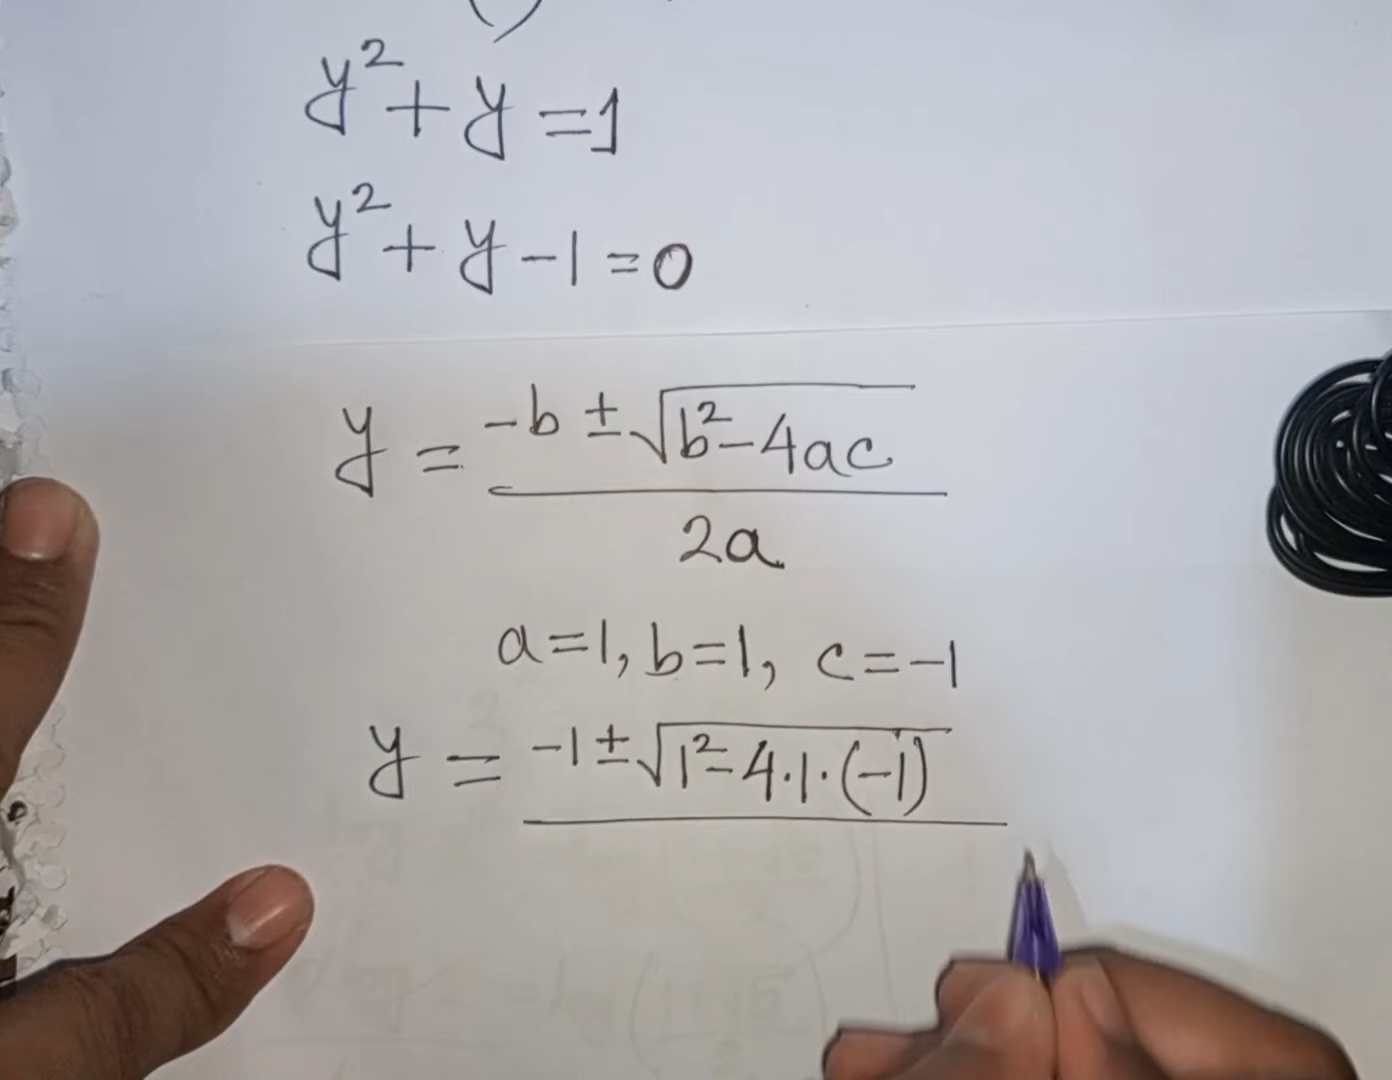 y²+y=1
y²+y-1=0
y = -b ± √b²-4ac
2a
a=1, b=1, c=-1
y = -1 ± √1²-4·1·(-1)